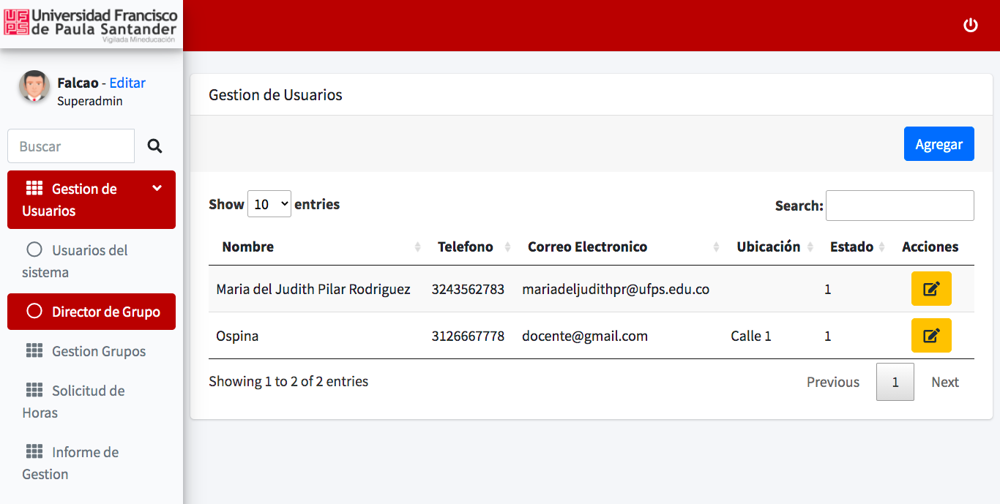 Universidad Francisco
de Paula Santander
Vigilada Mineducación
Falcao - Editar
Superadmin
Buscar
Gestion de
Usuarios
Usuarios del
sistema
Director de Grupo
Gestion Grupos
Solicitud de
Horas
Informe de
Gestion
Gestion de Usuarios
Agregar
Show 10 entries Search:
Nombre Telefono Correo Electronico Ubicación Estado Acciones
Maria del Judith Pilar Rodriguez 3243562783 mariadeljudithpr@ufps.edu.co 1
Ospina 3126667778 docente@gmail.com Calle 1 1
Showing 1 to 2 of 2 entries Previous 1 Next